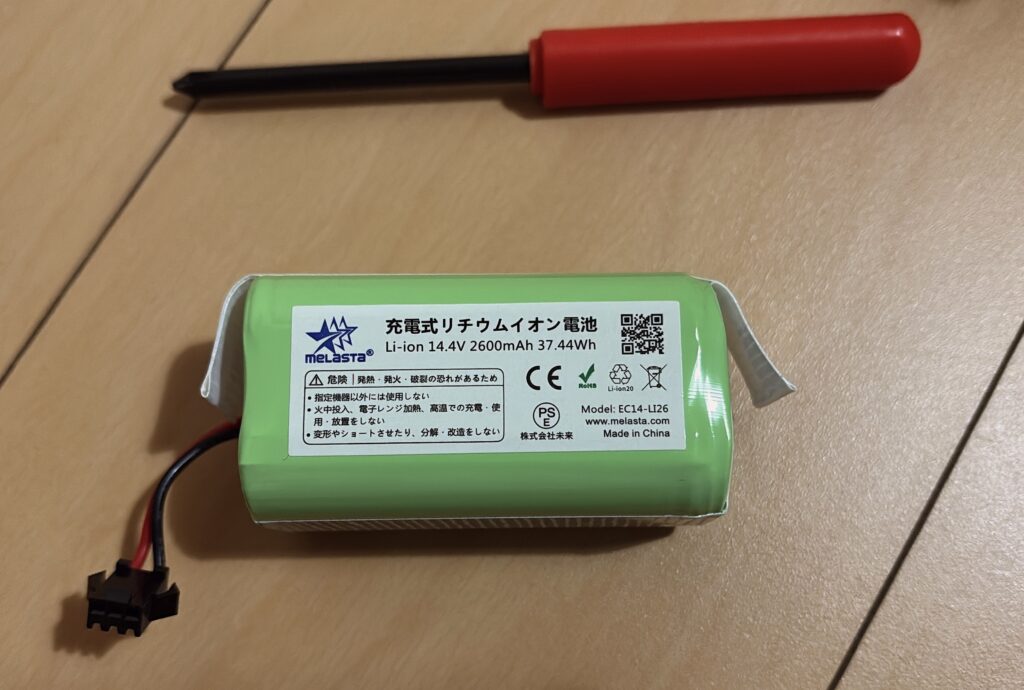 MELASTA®
充電式リチウムイオン電池
Li-ion 14.4V 2600mAh 37.44Wh
危険 発熱・発火・破裂の恐れがあるため
• 指定機器以外には使用しない
• 火中投入、電子レンジ加熱、高温での充電・使
用・放置をしない
• 変形やショートさせたり、分解・改造をしない
CE
RoHS
Li-ion20
PS
E
株式会社未来
Model: EC14-LI26
www.melasta.com
Made in China